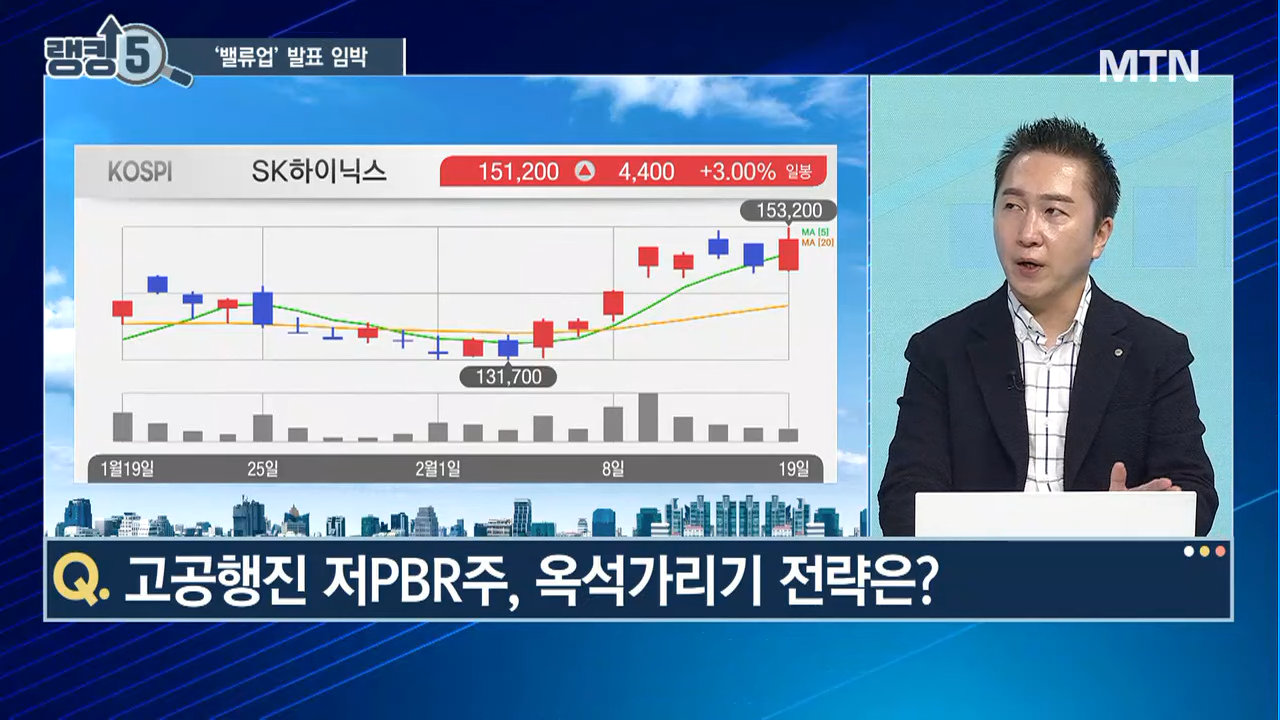 랭킹5
'밸류업' 발표 임박
MTN
KOSPI SK하이닉스 151,200 4,400 +3.00% 일봉
153,200
MA [5]
MA [20]
131,700
1월19일 25일 2월1일 8일 19일
Q. 고공행진 저PBR주, 옥석가리기 전략은?